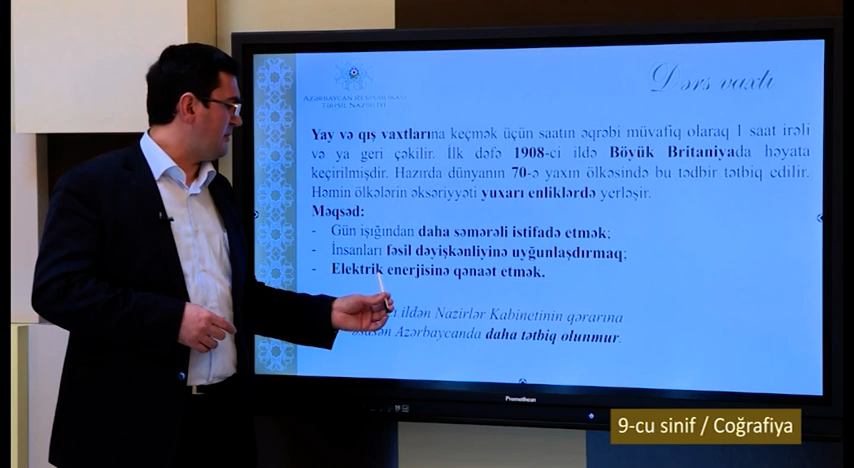 AZƏRBAYCAN RESPUBLİKASI
TƏHSİL NAZİRLİYİ
Dərs vaxtı
Yay və qış vaxtlarına keçmək üçün saatın əqrəbi müvafiq olaraq 1 saat irəli
və ya geri çəkilir. İlk dəfə 1908-ci ildə Böyük Britaniyada həyata
keçirilmişdir. Hazırda dünyanın 70-ə yaxın ölkəsində bu tədbir tətbiq edilir.
Həmin ölkələrin əksəriyyəti yuxarı enliklərdə yerləşir.
Məqsəd:
- Gün işığından daha səmərəli istifadə etmək;
- İnsanları fəsil dəyişkənliyinə uyğunlaşdırmaq;
- Elektrik enerjisinə qənaət etmək.
ildən Nazirlər Kabinetinin qərarına
əsasən Azərbaycanda daha tətbiq olunmur.
Promethean
9-cu sinif / Coğrafiya